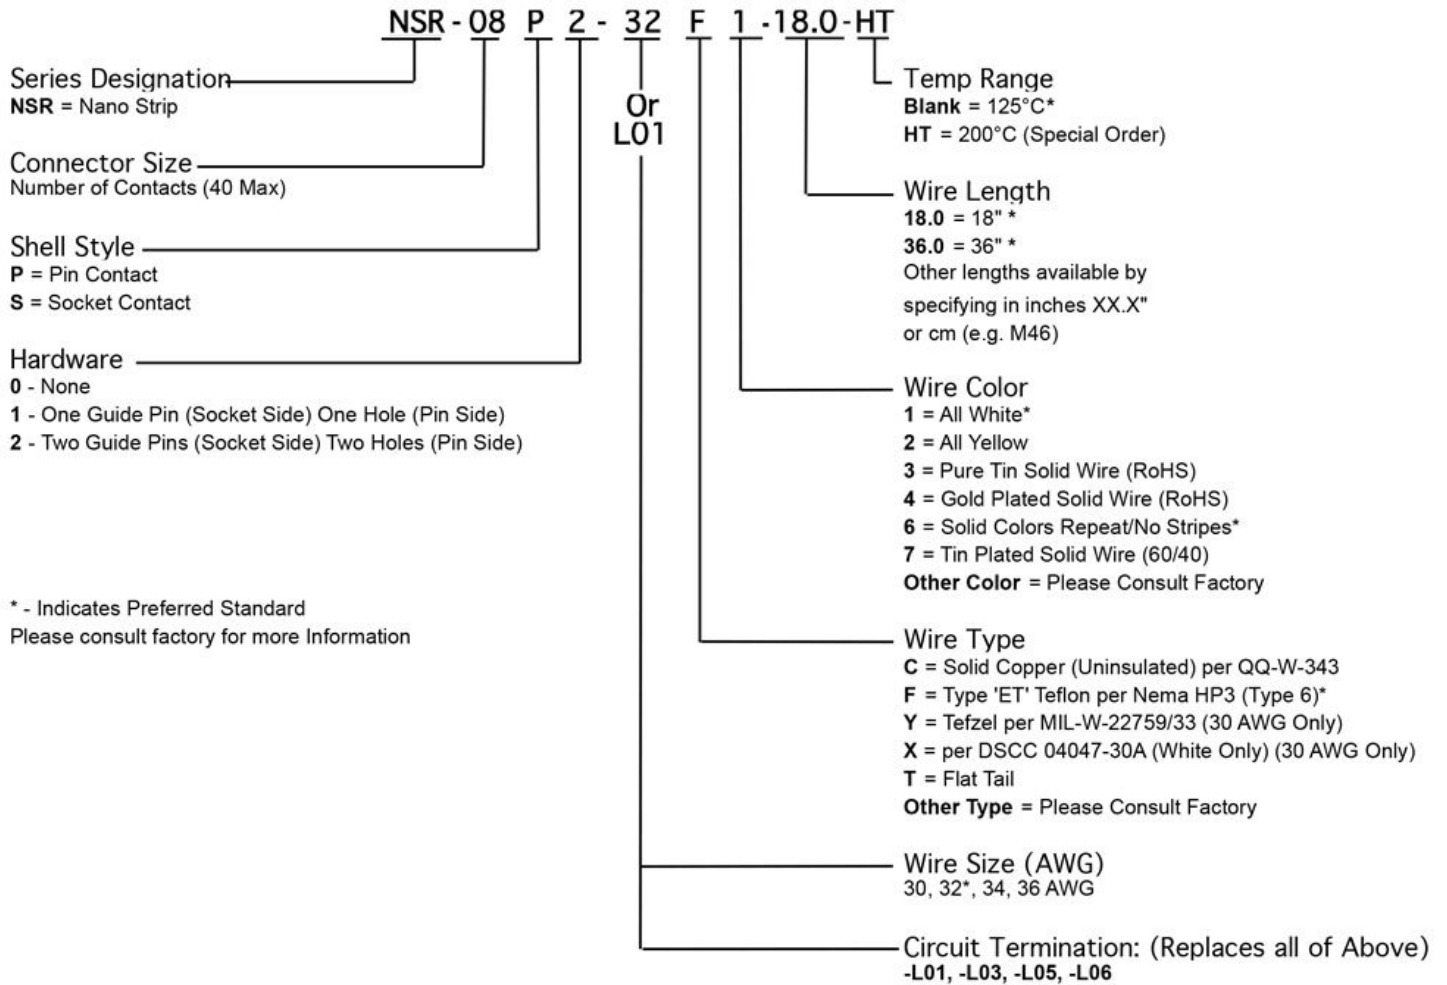 NSR - 08 P 2 - 32 F 1 - 18.0 - HT
Or
L01
Series Designation
NSR = Nano Strip
Connector Size
Number of Contacts (40 Max)
Shell Style
P = Pin Contact
S = Socket Contact
Hardware
0 - None
1 - One Guide Pin (Socket Side) One Hole (Pin Side)
2 - Two Guide Pins (Socket Side) Two Holes (Pin Side)
* - Indicates Preferred Standard
Please consult factory for more Information
Temp Range
Blank = 125°C*
HT = 200°C (Special Order)
Wire Length
18.0 = 18" *
36.0 = 36" *
Other lengths available by
specifying in inches XX.X"
or cm (e.g. M46)
Wire Color
1 = All White*
2 = All Yellow
3 = Pure Tin Solid Wire (RoHS)
4 = Gold Plated Solid Wire (RoHS)
6 = Solid Colors Repeat/No Stripes*
7 = Tin Plated Solid Wire (60/40)
Other Color = Please Consult Factory
Wire Type
C = Solid Copper (Uninsulated) per QQ-W-343
F = Type 'ET' Teflon per Nema HP3 (Type 6)*
Y = Tefzel per MIL-W-22759/33 (30 AWG Only)
X = per DSCC 04047-30A (White Only) (30 AWG Only)
T = Flat Tail
Other Type = Please Consult Factory
Wire Size (AWG)
30, 32*, 34, 36 AWG
Circuit Termination: (Replaces all of Above)
-L01, -L03, -L05, -L06